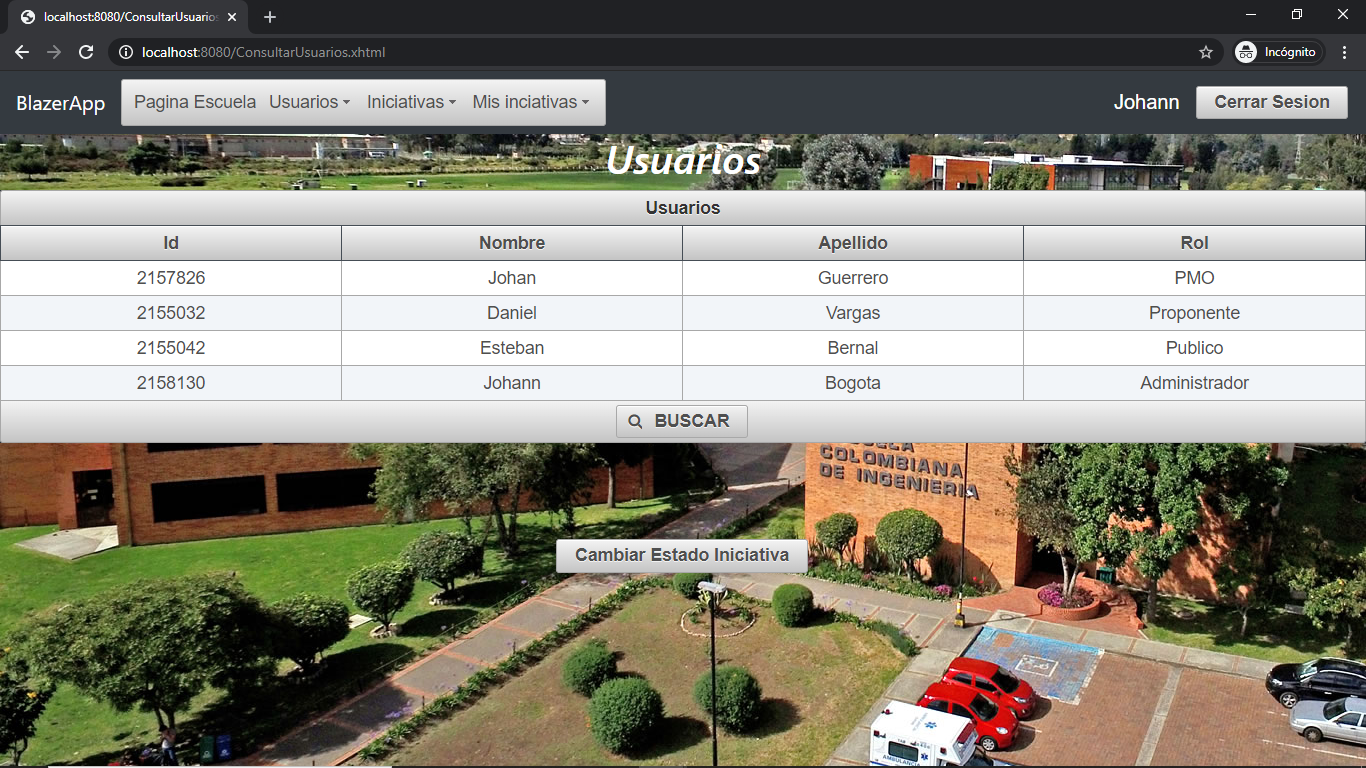 localhost:8080/ConsultarUsuarios
localhost:8080/ConsultarUsuarios.xhtml
Incógnito
BlazerApp Pagina Escuela Usuarios Iniciativas Mis inciativas Johann Cerrar Sesion
Usuarios
Usuarios
Id Nombre Apellido Rol
2157826 Johan Guerrero PMO
2155032 Daniel Vargas Proponente
2155042 Esteban Bernal Publico
2158130 Johann Bogota Administrador
BUSCAR
COLOMBIANA
DE INGENIERIA
Cambiar Estado Iniciativa
AMBULANCIA